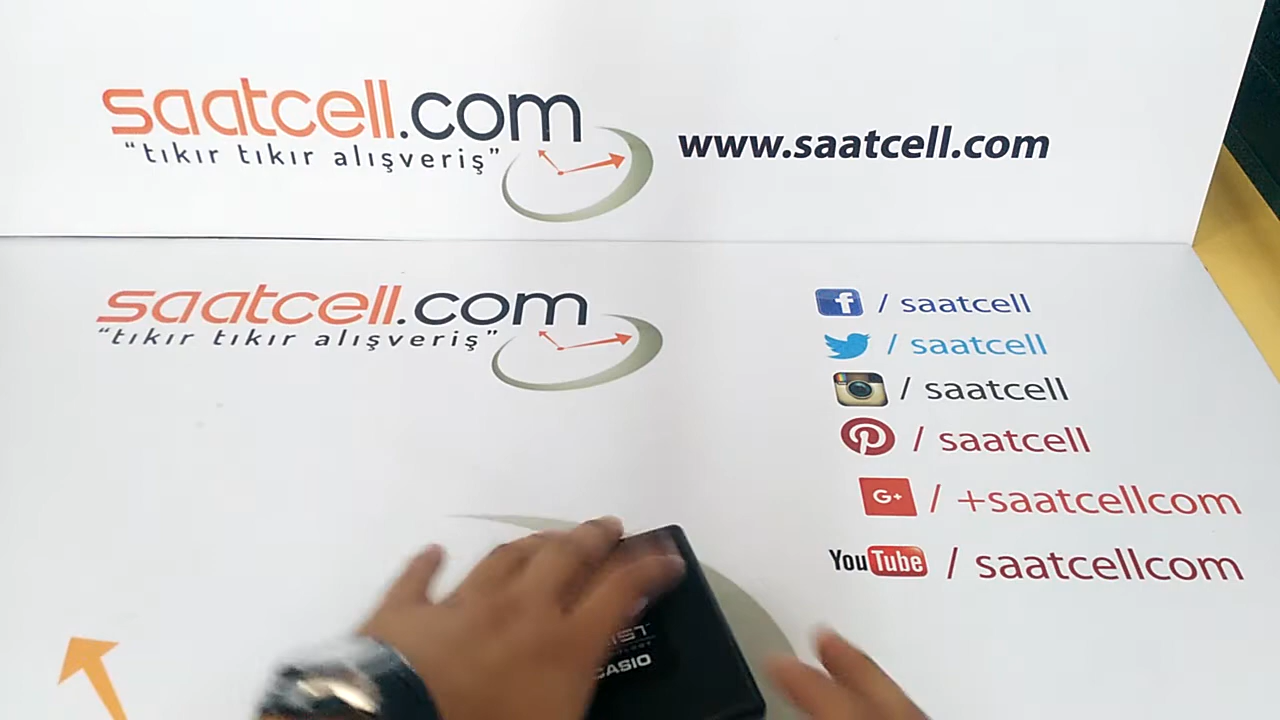 saatcell.com
“tıkır tıkır alışveriş”
www.saatcell.com
saatcell.com
“tıkır tıkır alışveriş”
f / saatcell
/ saatcell
/ saatcell
/ saatcell
G+ / +saatcellcom
YouTube / saatcellcom
CASIO